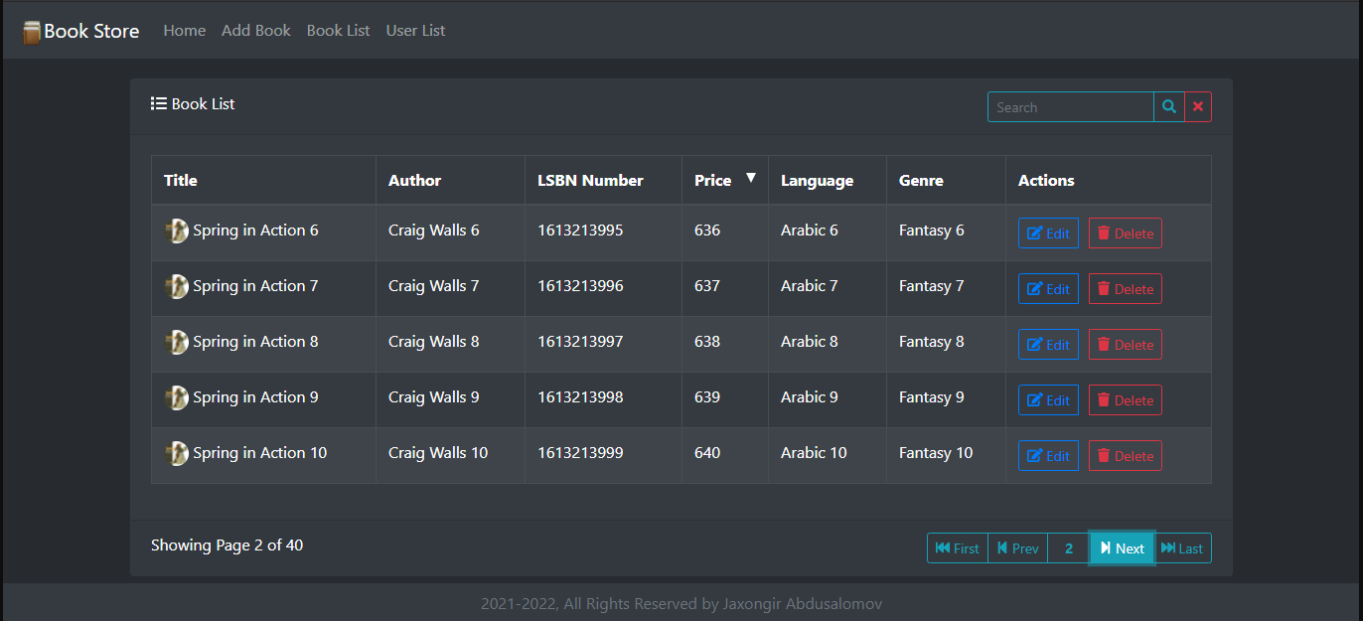 Book Store Home Add Book Book List User List
Book List
Search
Title Author LSBN Number Price ▼ Language Genre Actions
Spring in Action 6 Craig Walls 6 1613213995 636 Arabic 6 Fantasy 6 Edit Delete
Spring in Action 7 Craig Walls 7 1613213996 637 Arabic 7 Fantasy 7 Edit Delete
Spring in Action 8 Craig Walls 8 1613213997 638 Arabic 8 Fantasy 8 Edit Delete
Spring in Action 9 Craig Walls 9 1613213998 639 Arabic 9 Fantasy 9 Edit Delete
Spring in Action 10 Craig Walls 10 1613213999 640 Arabic 10 Fantasy 10 Edit Delete
Showing Page 2 of 40 First Prev 2 Next Last
2021-2022, All Rights Reserved by Jaxongir Abdusalomov